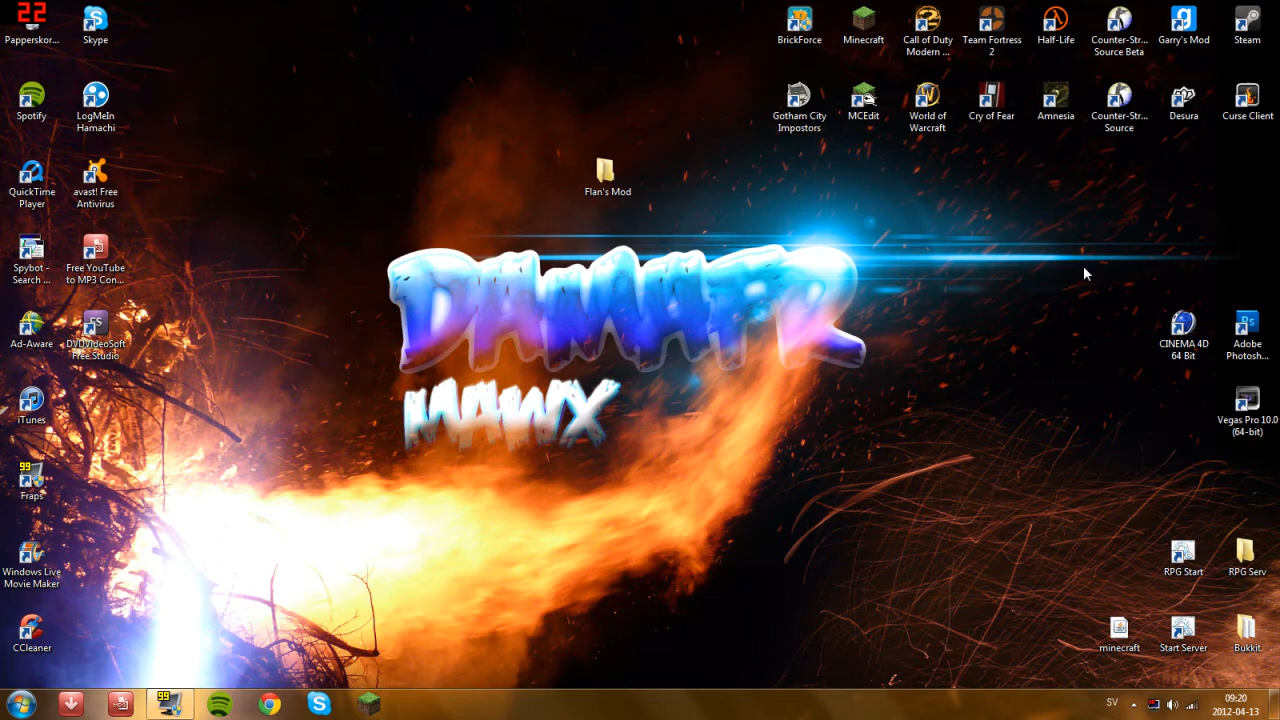 22
Papperskor...
Skype
BrickForce
Minecraft
Call of Duty
Modern ...
Team Fortress
2
Half-Life
Counter-Str...
Source Beta
Garry's Mod
Steam
Spotify
LogMeIn
Hamachi
Gotham City
Impostors
MCEdit
World of
Warcraft
Cry of Fear
Amnesia
Counter-Str...
Source
Desura
Curse Client
QuickTime
Player
avast! Free
Antivirus
Flan's Mod
Spybot -
Search ...
Free YouTube
to MP3 Con...
Ad-Aware
FS
DVDVideoSoft
Free Studio
CINEMA 4D
64 Bit
Ps
Adobe
Photosh...
iTunes
Vegas Pro 10.0
(64-bit)
99
Fraps
Windows Live
Movie Maker
RPG Start
RPG Serv
CCleaner
minecraft
Start Server
Bukkit
99
SV
09:20
2012-04-13